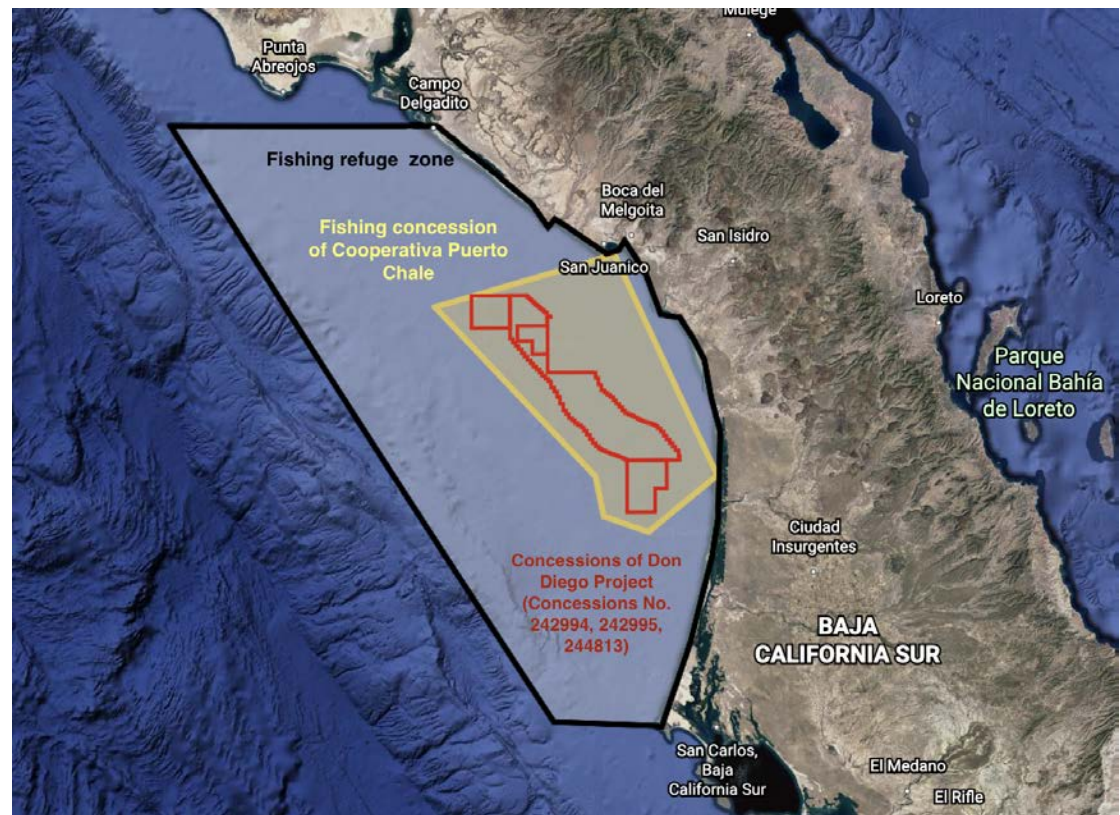 Mulege
Punta
Abreojos
Campo
Delgadito
Fishing refuge zone
Boca del
Melgoita
Fishing concession
of Cooperativa Puerto
Chale
San Isidro
San Juanico
Loreto
Parque
Nacional Bahía
de Loreto
Ciudad
Insurgentes
Concessions of Don
Diego Project
(Concessions No.
242994, 242995,
244813)
BAJA
CALIFORNIA SUR
San Carlos,
Baja
California Sur
El Medano
El Rifle